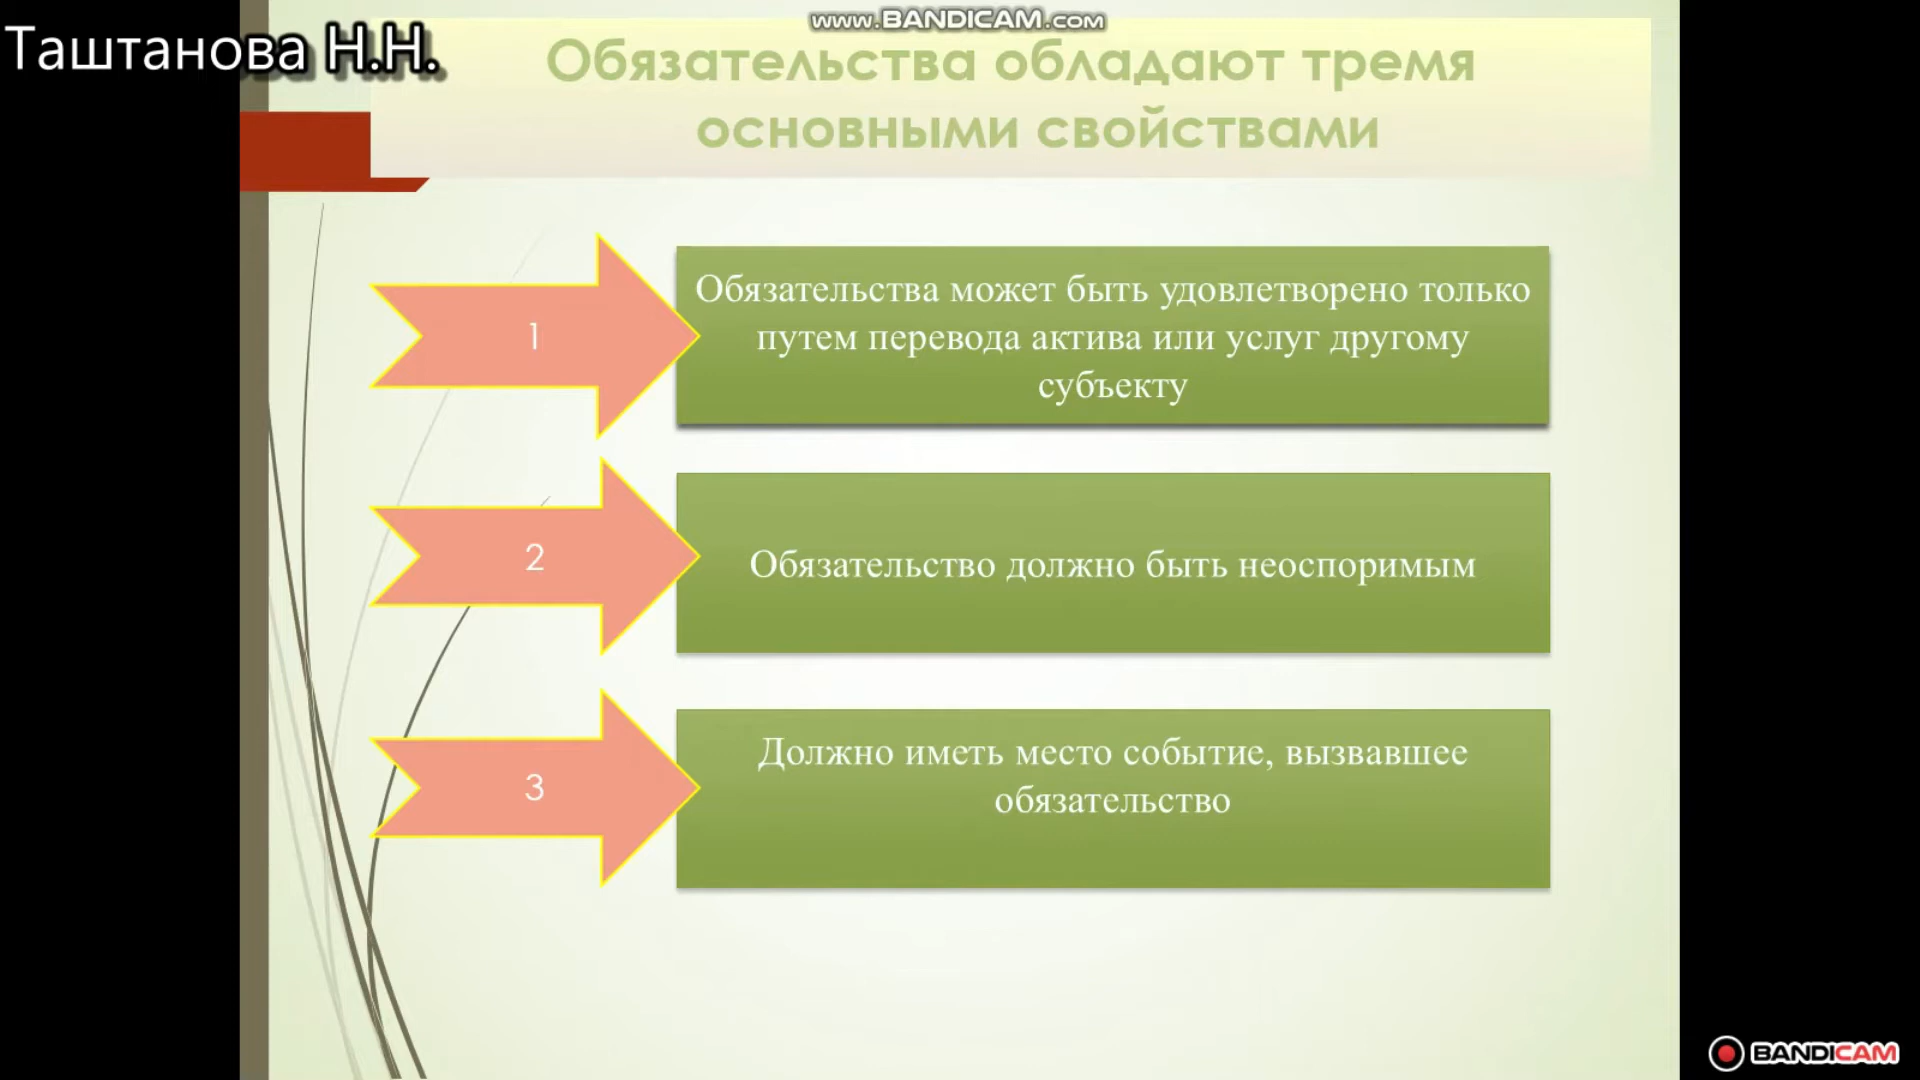 www.BANDICAM.com
Таштанова Н.Н.
Обязательства обладают тремя
основными свойствами
1
Обязательства может быть удовлетворено только
путем перевода актива или услуг другому
субъекту
2
Обязательство должно быть неоспоримым
3
Должно иметь место событие, вызвавшее
обязательство
BANDICAM